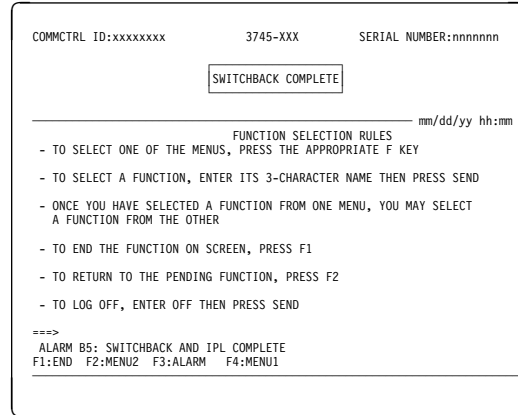 COMMCTRL ID:xxxxxxxx 3745-XXX SERIAL NUMBER:nnnnnnn
SWITCHBACK COMPLETE
mm/dd/yy hh:mm
FUNCTION SELECTION RULES
- TO SELECT ONE OF THE MENUS, PRESS THE APPROPRIATE F KEY
- TO SELECT A FUNCTION, ENTER ITS 3-CHARACTER NAME THEN PRESS SEND
- ONCE YOU HAVE SELECTED A FUNCTION FROM ONE MENU, YOU MAY SELECT
A FUNCTION FROM THE OTHER
- TO END THE FUNCTION ON SCREEN, PRESS F1
- TO RETURN TO THE PENDING FUNCTION, PRESS F2
- TO LOG OFF, ENTER OFF THEN PRESS SEND
===>
ALARM B5: SWITCHBACK AND IPL COMPLETE
F1:END F2:MENU2 F3:ALARM F4:MENU1